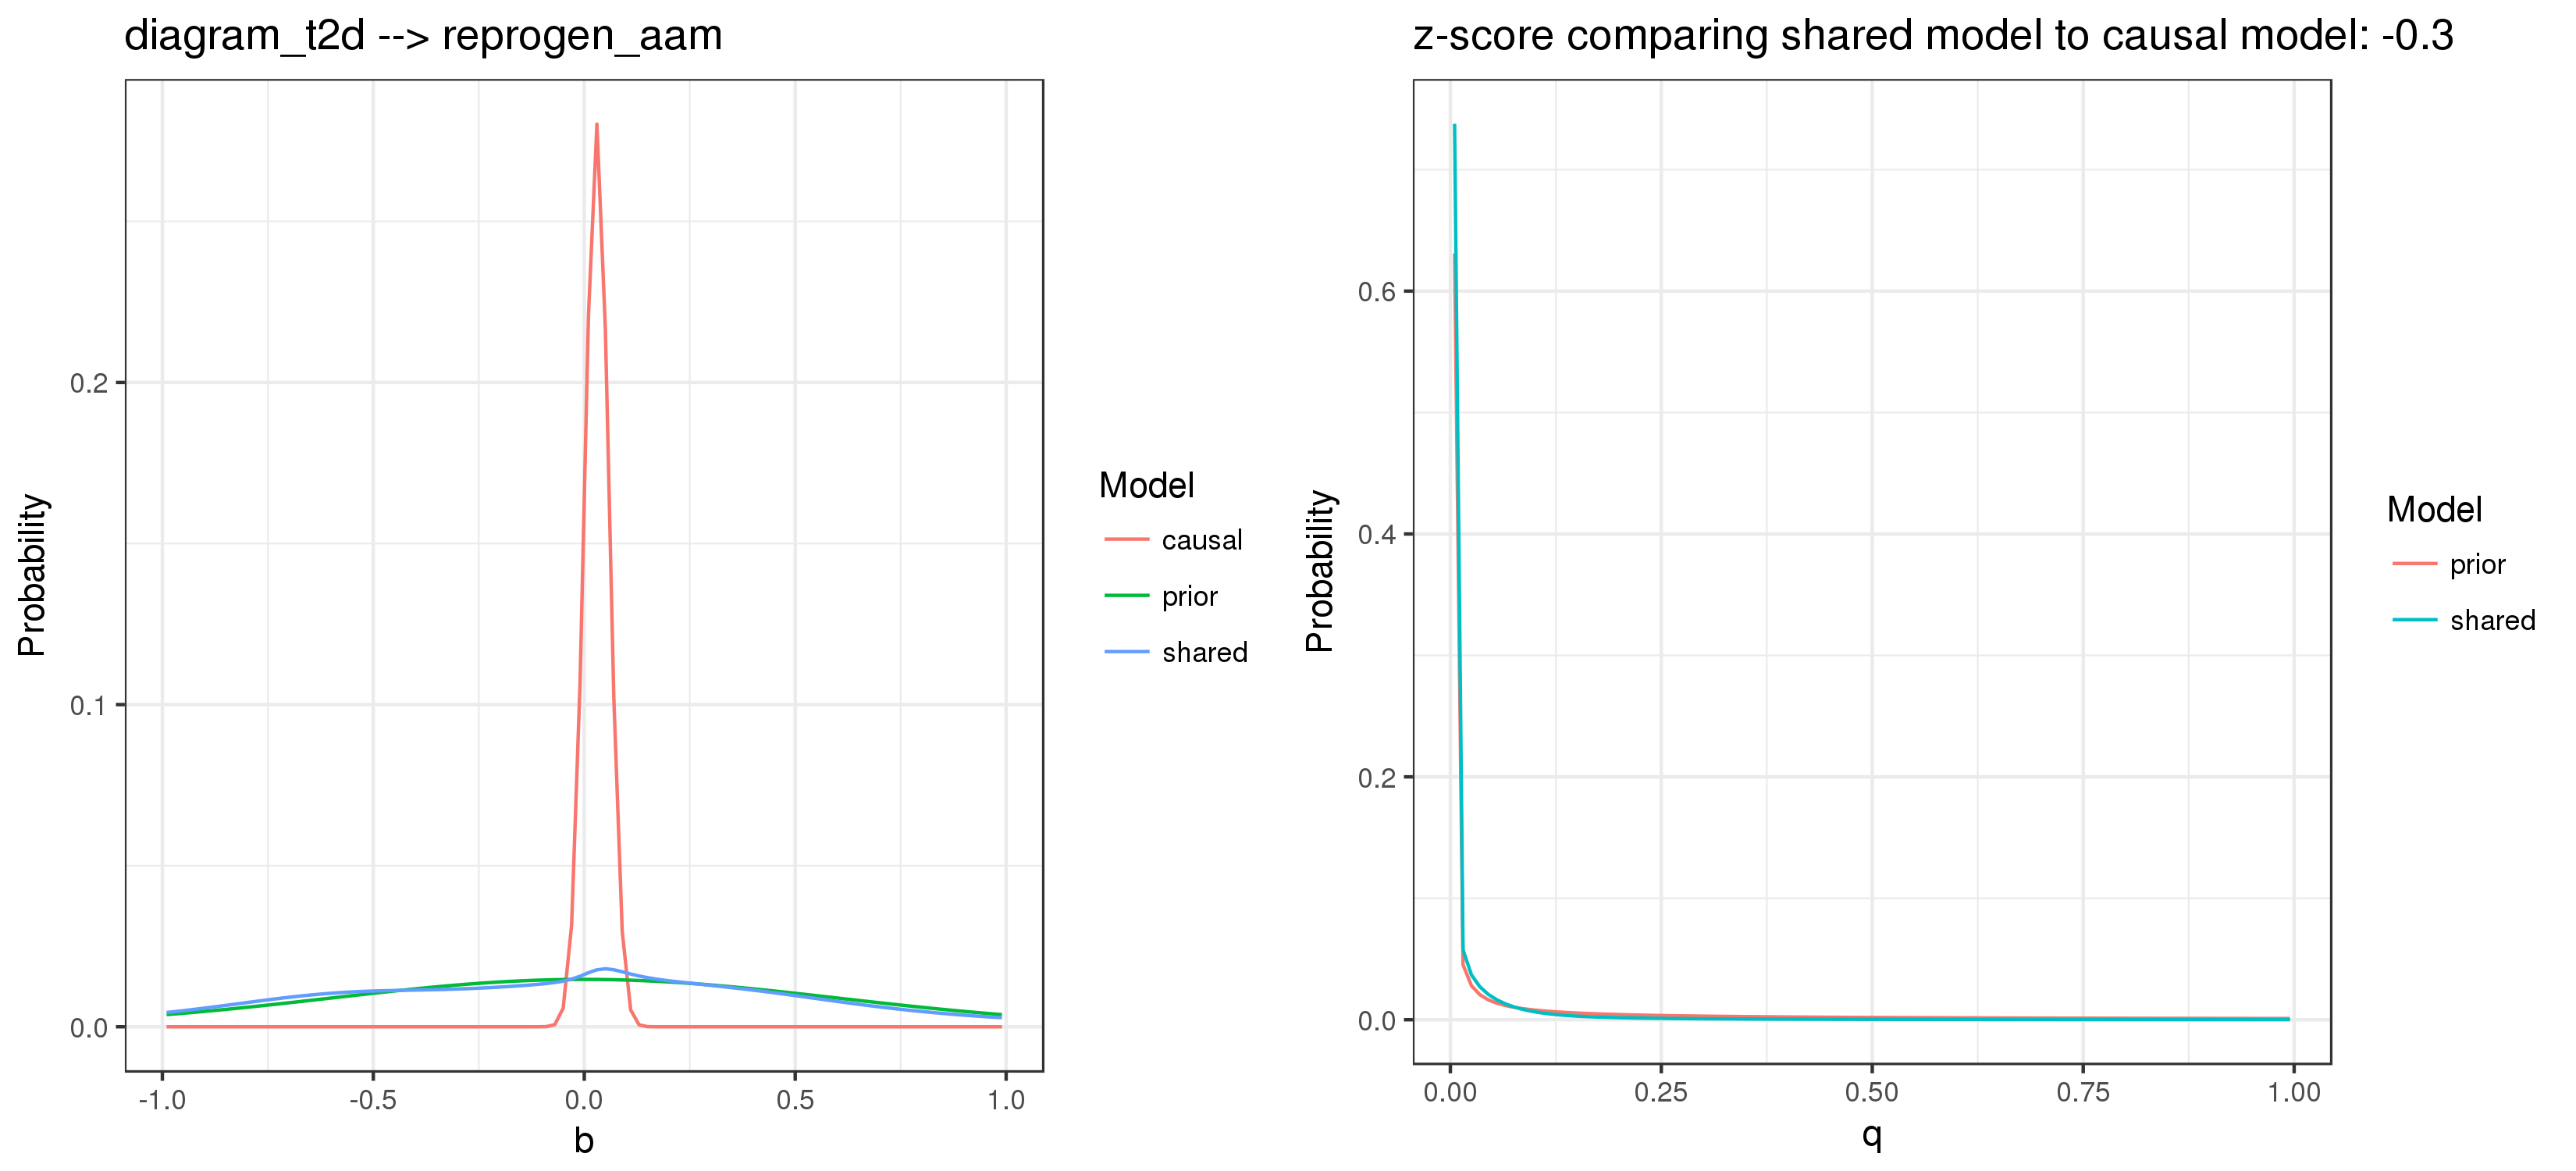 diagram_t2d --> reprogen_aam
Probability
0.2
0.1
0.0
-1.0
-0.5
0.0
0.5
1.0
b
Model
causal
prior
shared
z-score comparing shared model to causal model: -0.3
Probability
0.6
0.4
0.2
0.0
0.00
0.25
0.50
0.75
1.00
q
Model
prior
shared